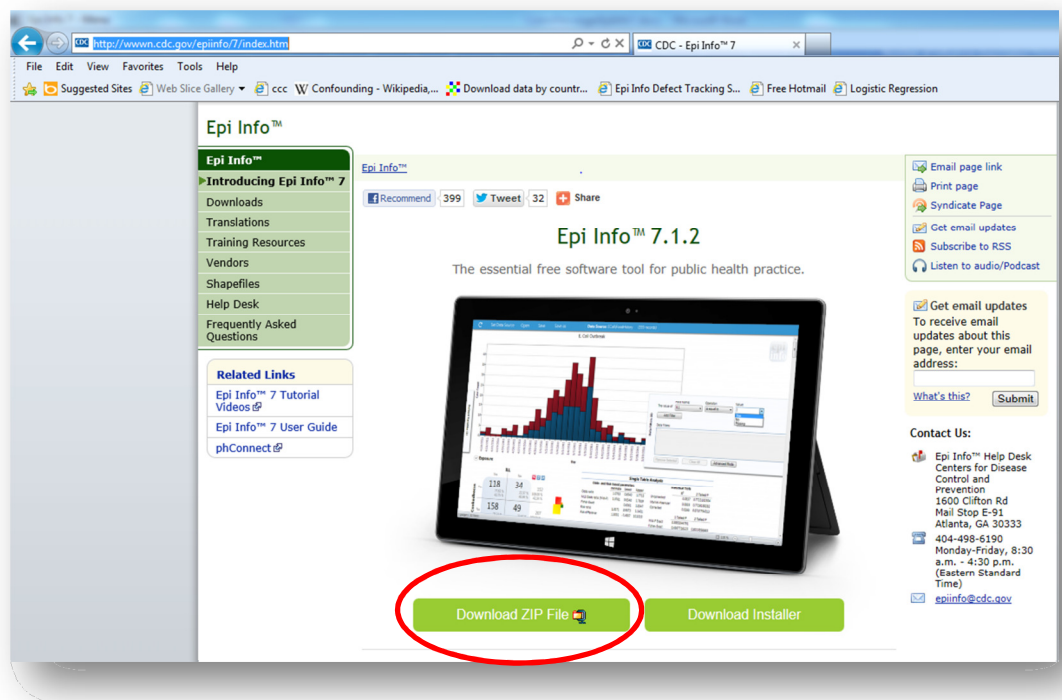 http://wwwn.cdc.gov/epiinfo/7/index.htm
CDC - Epi Info™ 7
File Edit View Favorites Tools Help
Suggested Sites Web Slice Gallery ccc Confounding - Wikipedia,... Download data by countr... Epi Info Defect Tracking S... Free Hotmail Logistic Regression
Epi Info™
Epi Info™
Introducing Epi Info™ 7
Downloads
Translations
Training Resources
Vendors
Shapefiles
Help Desk
Frequently Asked
Questions
Related Links
Epi Info™ 7 Tutorial
Videos
Epi Info™ 7 User Guide
phConnect
Epi Info™
Recommend 399 Tweet 32 Share
Epi Info™ 7.1.2
The essential free software tool for public health practice.
E. Coli Outbreak
118 34
158 49
Download ZIP File
Download Installer
Email page link
Print page
Syndicate Page
Get email updates
Subscribe to RSS
Listen to audio/Podcast
Get email updates
To receive email
updates about this
page, enter your email
address:
What's this? Submit
Contact Us:
Epi Info™ Help Desk
Centers for Disease
Control and
Prevention
1600 Clifton Rd
Mail Stop E-91
Atlanta, GA 30333
404-498-6190
Monday-Friday, 8:30
a.m. - 4:30 p.m.
(Eastern Standard
Time)
epiinfo@cdc.gov